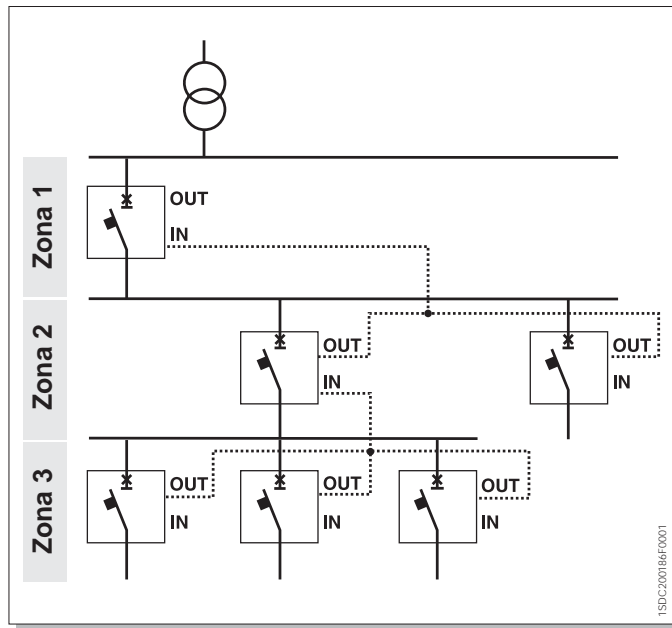 Zona 1
OUT
IN
Zona 2
OUT
IN
OUT
IN
Zona 3
OUT
IN
OUT
IN
OUT
IN
1SDC200186F0001